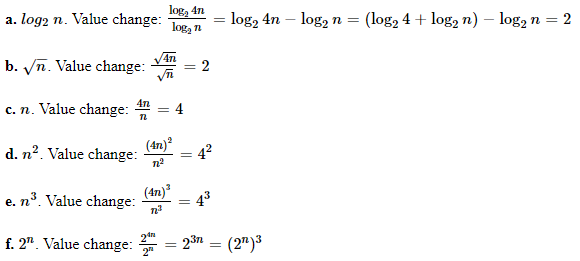 a. log₂ n. Value change: log₂ 4n / log₂ n = log₂ 4n − log₂ n = (log₂ 4 + log₂ n) − log₂ n = 2
b. √n. Value change: √4n / √n = 2
c. n. Value change: 4n / n = 4
d. n². Value change: (4n)² / n² = 4²
e. n³. Value change: (4n)³ / n³ = 4³
f. 2ⁿ. Value change: 2⁴ⁿ / 2ⁿ = 2³ⁿ = (2ⁿ)³